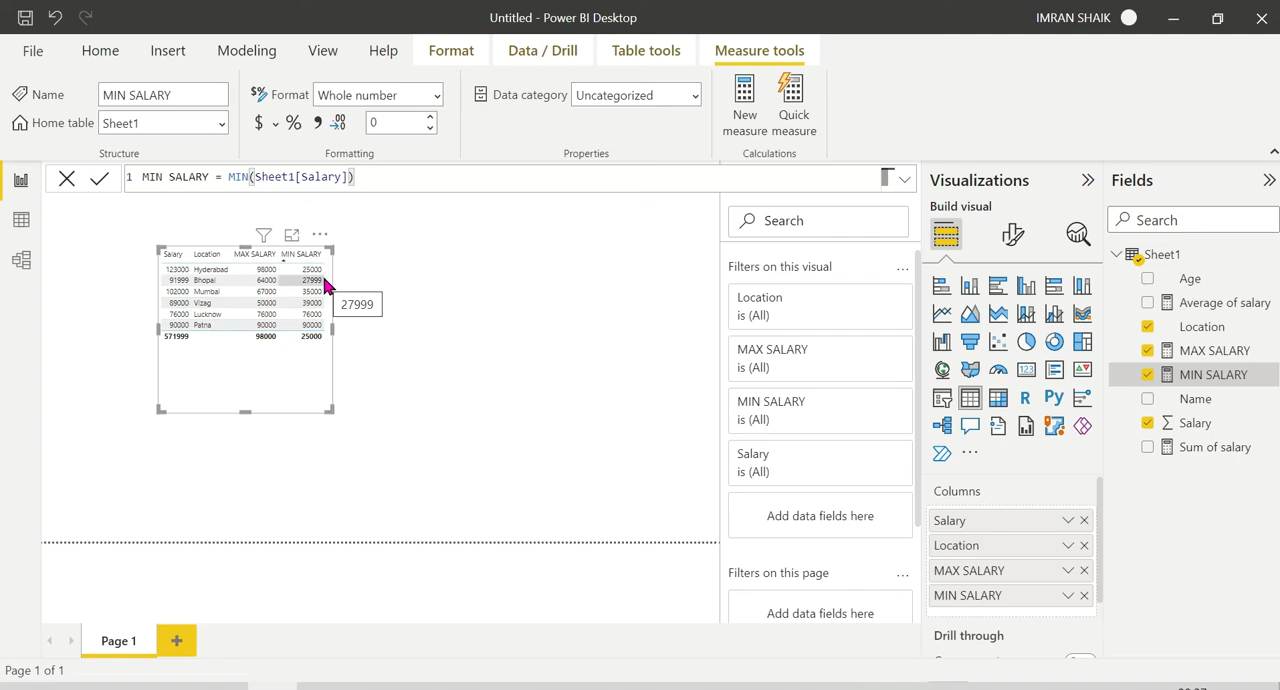 Untitled - Power BI Desktop
IMRAN SHAIK
File Home Insert Modeling View Help Format Data / Drill Table tools Measure tools
Name MIN SALARY
Home table Sheet1
Structure
Format Whole number
$ % 0
Formatting
Data category Uncategorized
Properties
New measure
Quick measure
Calculations
1 MIN SALARY = MIN(Sheet1[Salary])
Salary Location MAX SALARY MIN SALARY
123000 Hyderabad 98000 25000
91999 Bhopal 64000 27999
102000 Mumbai 67000 35000
89000 Vizag 50000 39000
76000 Lucknow 76000 76000
90000 Patna 90000 90000
571999 98000 25000
27999
Search
Filters on this visual ...
Location
is (All)
MAX SALARY
is (All)
MIN SALARY
is (All)
Salary
is (All)
Add data fields here
Filters on this page ...
Add data fields here
Visualizations
Build visual
123
R
Py
...
Columns
Salary
Location
MAX SALARY
MIN SALARY
Drill through
Fields
Search
Sheet1
Age
Average of salary
Location
MAX SALARY
MIN SALARY
Name
Σ Salary
Sum of salary
Page 1
Page 1 of 1